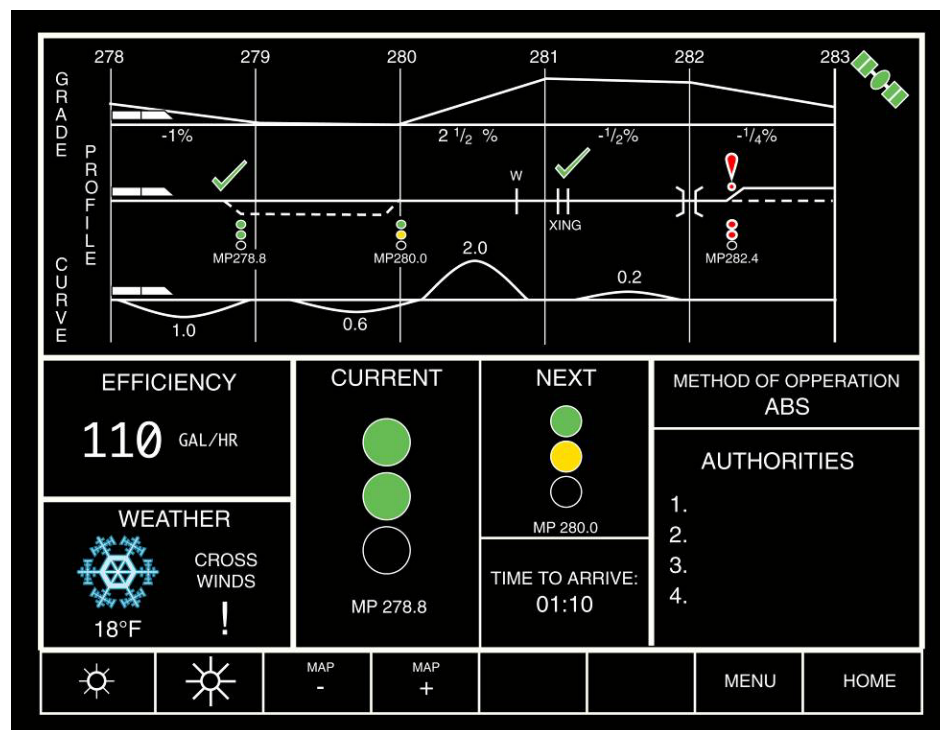 278 279 280 281 282 283
GRADE
-1% 2 1/2 % -1/2% -1/4%
PROFILE
W
XING
MP278.8 MP280.0 MP282.4
CURVE
2.0
0.2
1.0 0.6
EFFICIENCY
110 GAL/HR
WEATHER
CROSS
WINDS
!
18°F
CURRENT
MP 278.8
NEXT
MP 280.0
TIME TO ARRIVE:
01:10
METHOD OF OPPERATION
ABS
AUTHORITIES
1.
2.
3.
4.
MAP
-
MAP
+
MENU
HOME